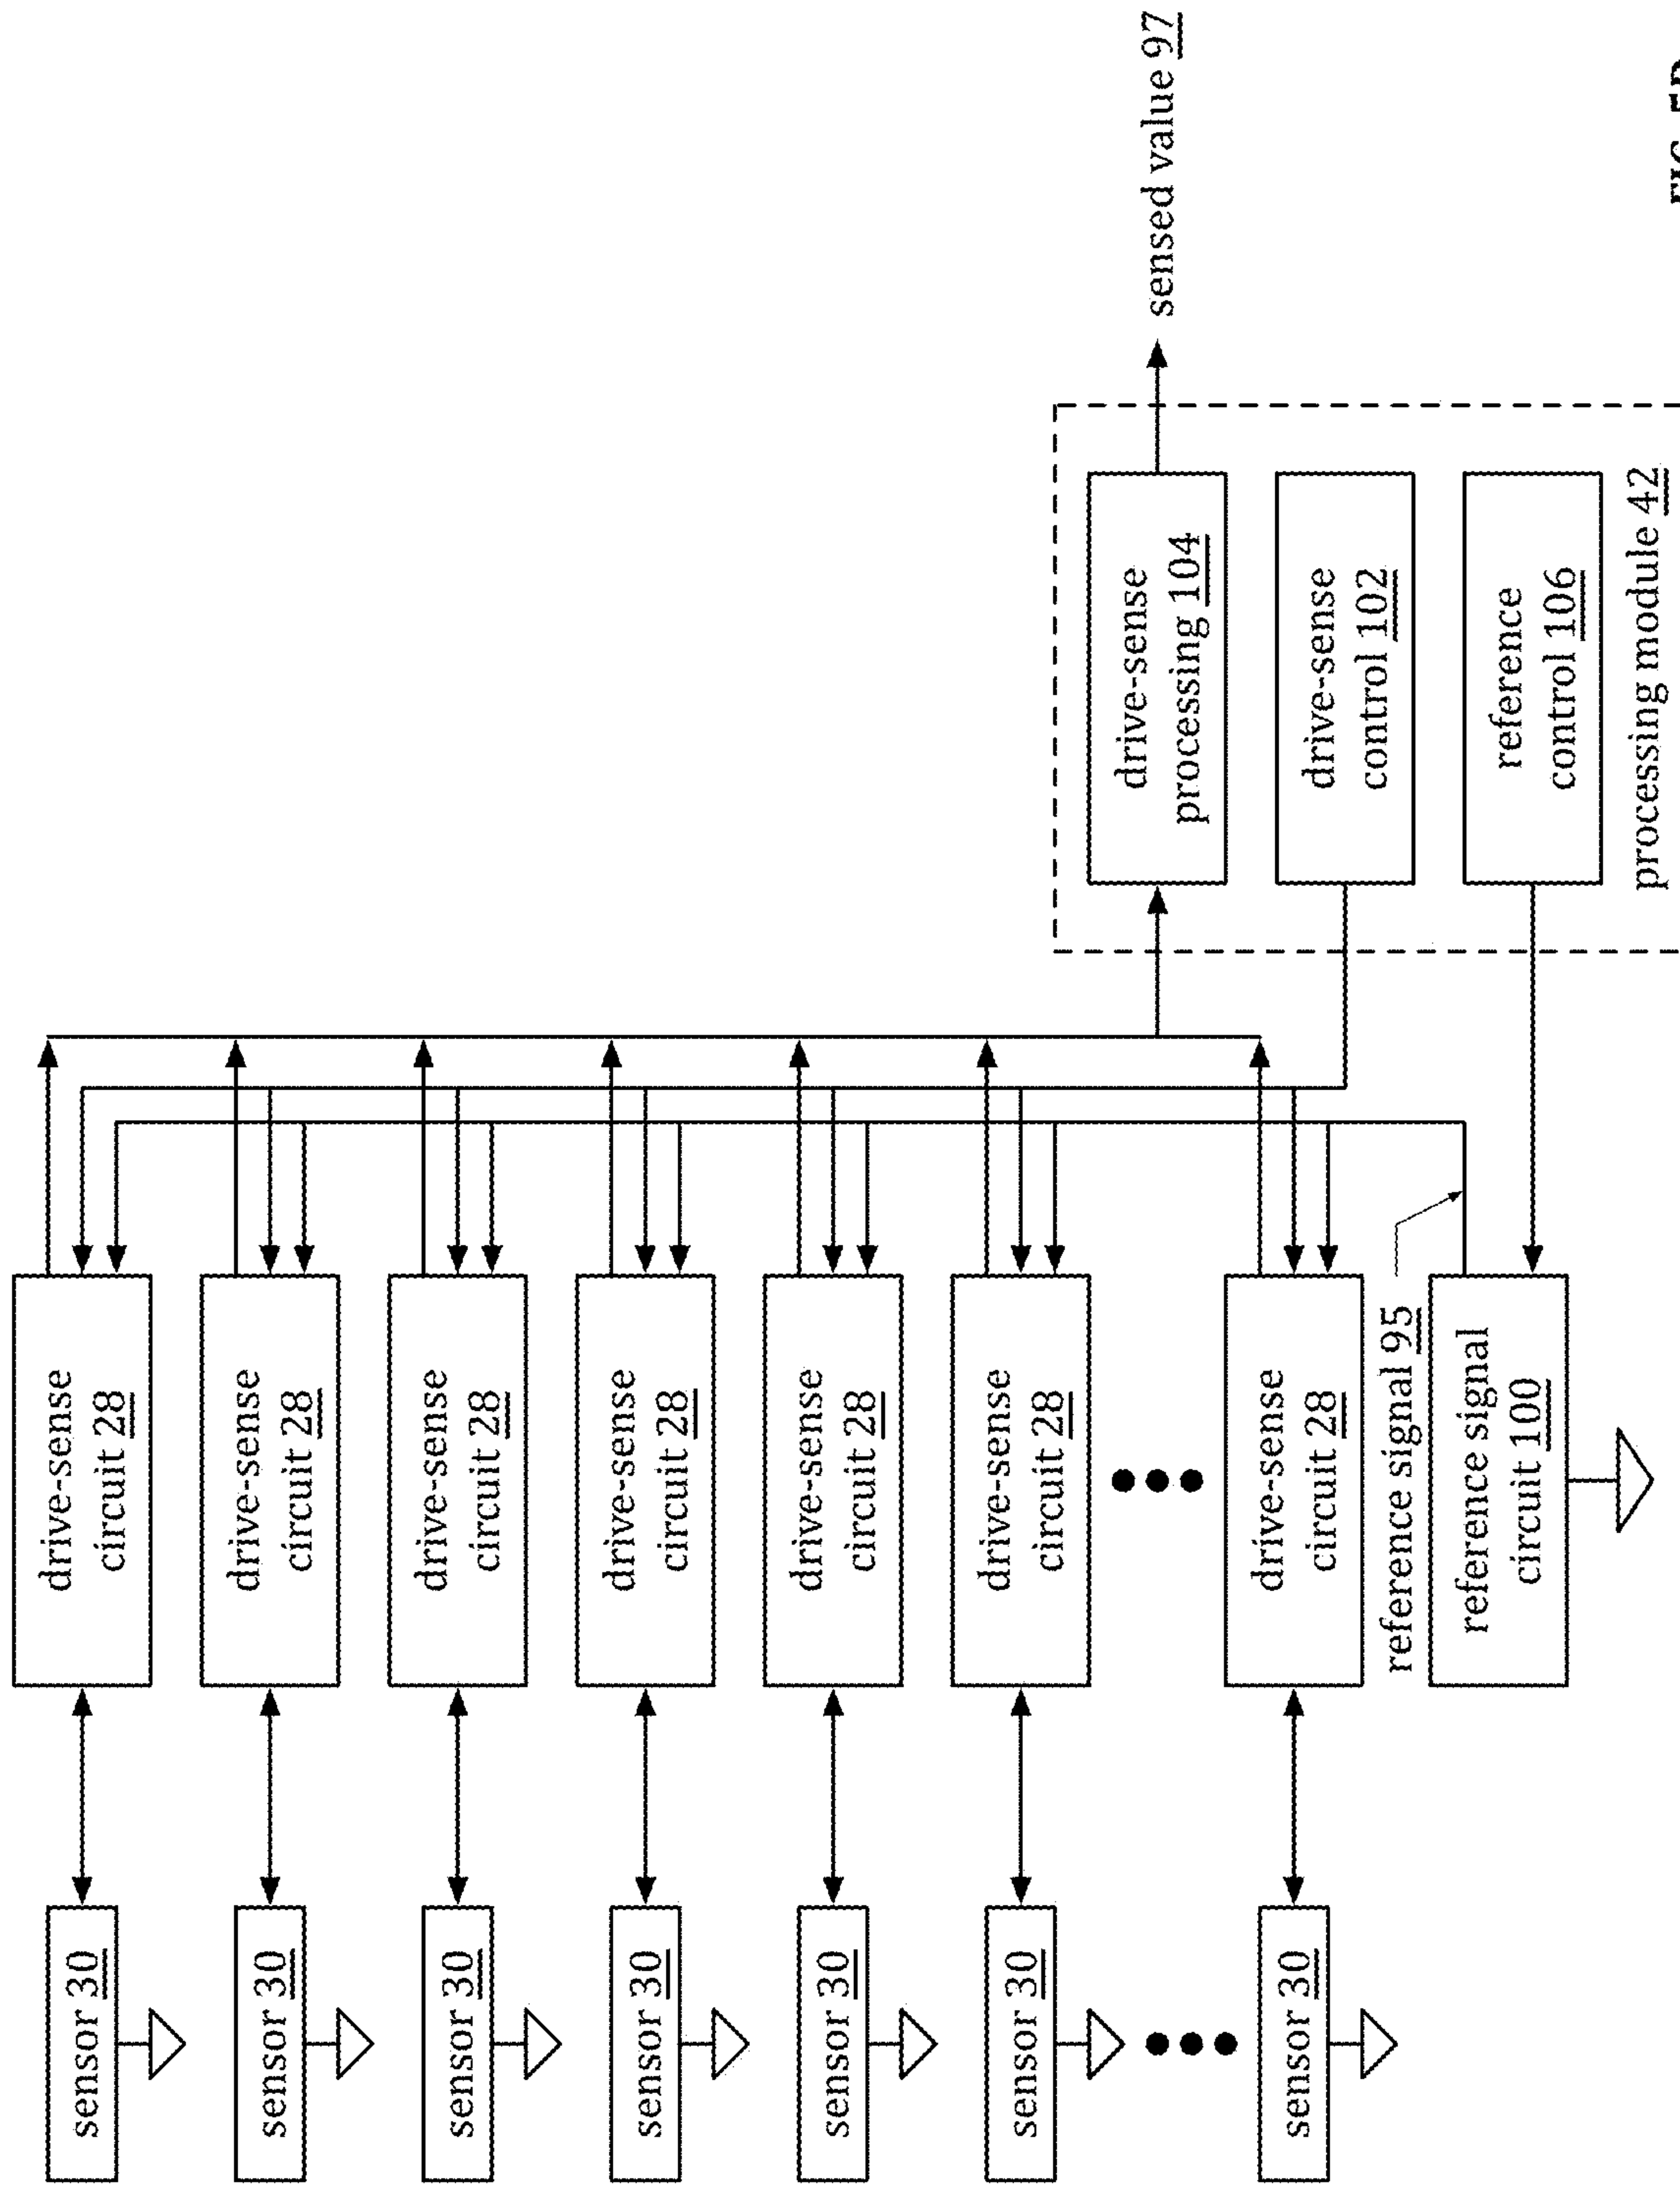 sensor 30
sensor 30
sensor 30
sensor 30
sensor 30
sensor 30
sensor 30
drive-sense
circuit 28
drive-sense
circuit 28
drive-sense
circuit 28
drive-sense
circuit 28
drive-sense
circuit 28
drive-sense
circuit 28
drive-sense
circuit 28
reference signal 95
reference signal
circuit 100
drive-sense
processing 104
drive-sense
control 102
reference
control 106
processing module 42
sensed value 97